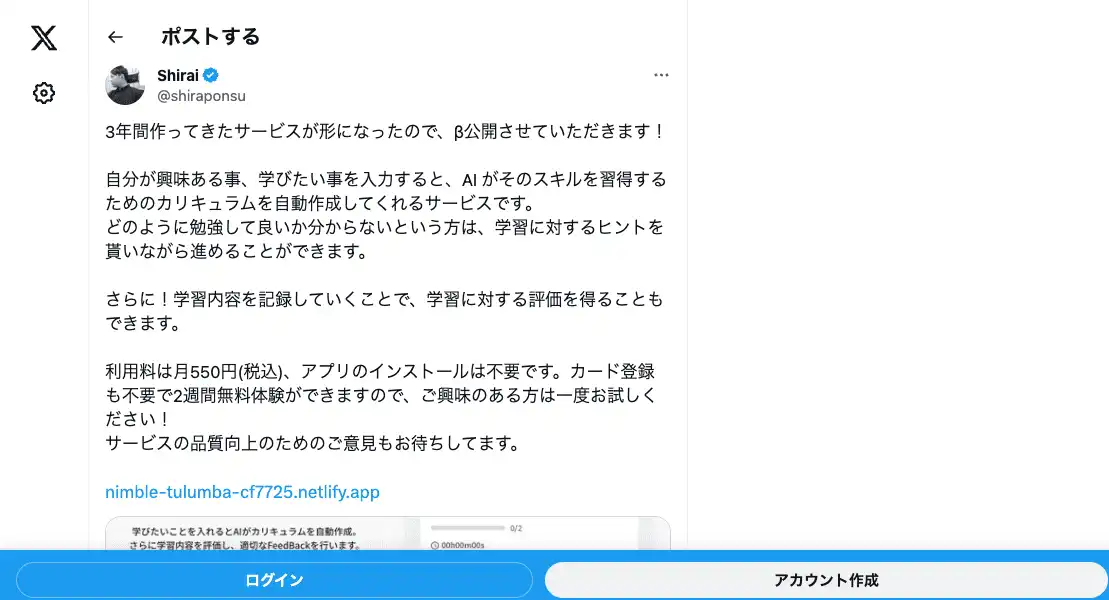 ポストする
Shirai
@shiraponsu
3年間作ってきたサービスが形になったので、β公開させていただきます！
自分が興味ある事、学びたい事を入力すると、AI がそのスキルを習得する
ためのカリキュラムを自動作成してくれるサービスです。
どのように勉強して良いか分からないという方は、学習に対するヒントを
貰いながら進めることができます。
さらに！学習内容を記録していくことで、学習に対する評価を得ることも
できます。
利用料は月550円(税込)、アプリのインストールは不要です。カード登録
も不要で2週間無料体験ができますので、ご興味のある方は一度お試しく
ださい！
サービスの品質向上のためのご意見もお待ちしてます。
nimble-tulumba-cf7725.netlify.app
学びたいことを入れるとAIがカリキュラムを自動作成。
さらに学習内容を評価し、適切なFeedBackを行います。
0/2
00h00m00s
ログイン
アカウント作成